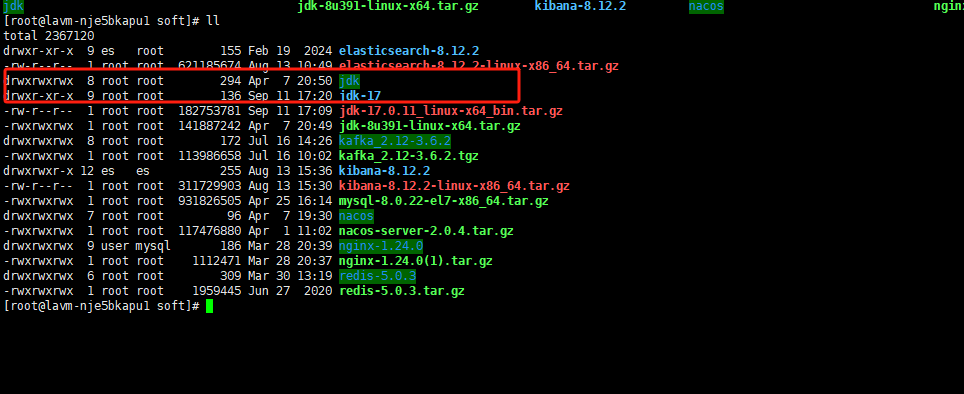 jdk jdk-8u391-linux-x64.tar.gz kibana-8.12.2 nacos nginx
[root@lavm-nje5bkapu1 soft]# ll
total 2367120
drwxr-xr-x 9 es root 155 Feb 19 2024 elasticsearch-8.12.2
-rw-r--r-- 1 root root 621185674 Aug 13 10:49 elasticsearch-8.12.2-linux-x86_64.tar.gz
drwxrwxrwx 8 root root 294 Apr 7 20:50 jdk
drwxr-xr-x 9 root root 136 Sep 11 17:20 jdk-17
-rw-r--r-- 1 root root 182753781 Sep 11 17:09 jdk-17.0.11_linux-x64_bin.tar.gz
-rwxrwxrwx 1 root root 141887242 Apr 7 20:49 jdk-8u391-linux-x64.tar.gz
drwxrwxrwx 8 root root 172 Jul 16 14:26 kafka_2.12-3.6.2
-rwxrwxrwx 1 root root 113986658 Jul 16 10:02 kafka_2.12-3.6.2.tgz
drwxrwxr-x 12 es es 255 Aug 13 15:36 kibana-8.12.2
-rw-r--r-- 1 root root 311729903 Aug 13 15:30 kibana-8.12.2-linux-x86_64.tar.gz
-rwxrwxrwx 1 root root 931826505 Apr 25 16:14 mysql-8.0.22-el7-x86_64.tar.gz
drwxrwxrwx 7 root root 96 Apr 7 19:30 nacos
-rwxrwxrwx 1 root root 117476880 Apr 1 11:02 nacos-server-2.0.4.tar.gz
drwxrwxrwx 9 user mysql 186 Mar 28 20:39 nginx-1.24.0
-rwxrwxrwx 1 root root 1112471 Mar 28 20:37 nginx-1.24.0(1).tar.gz
drwxrwxrwx 6 root root 309 Mar 30 13:19 redis-5.0.3
-rwxrwxrwx 1 root root 1959445 Jun 27 2020 redis-5.0.3.tar.gz
[root@lavm-nje5bkapu1 soft]#